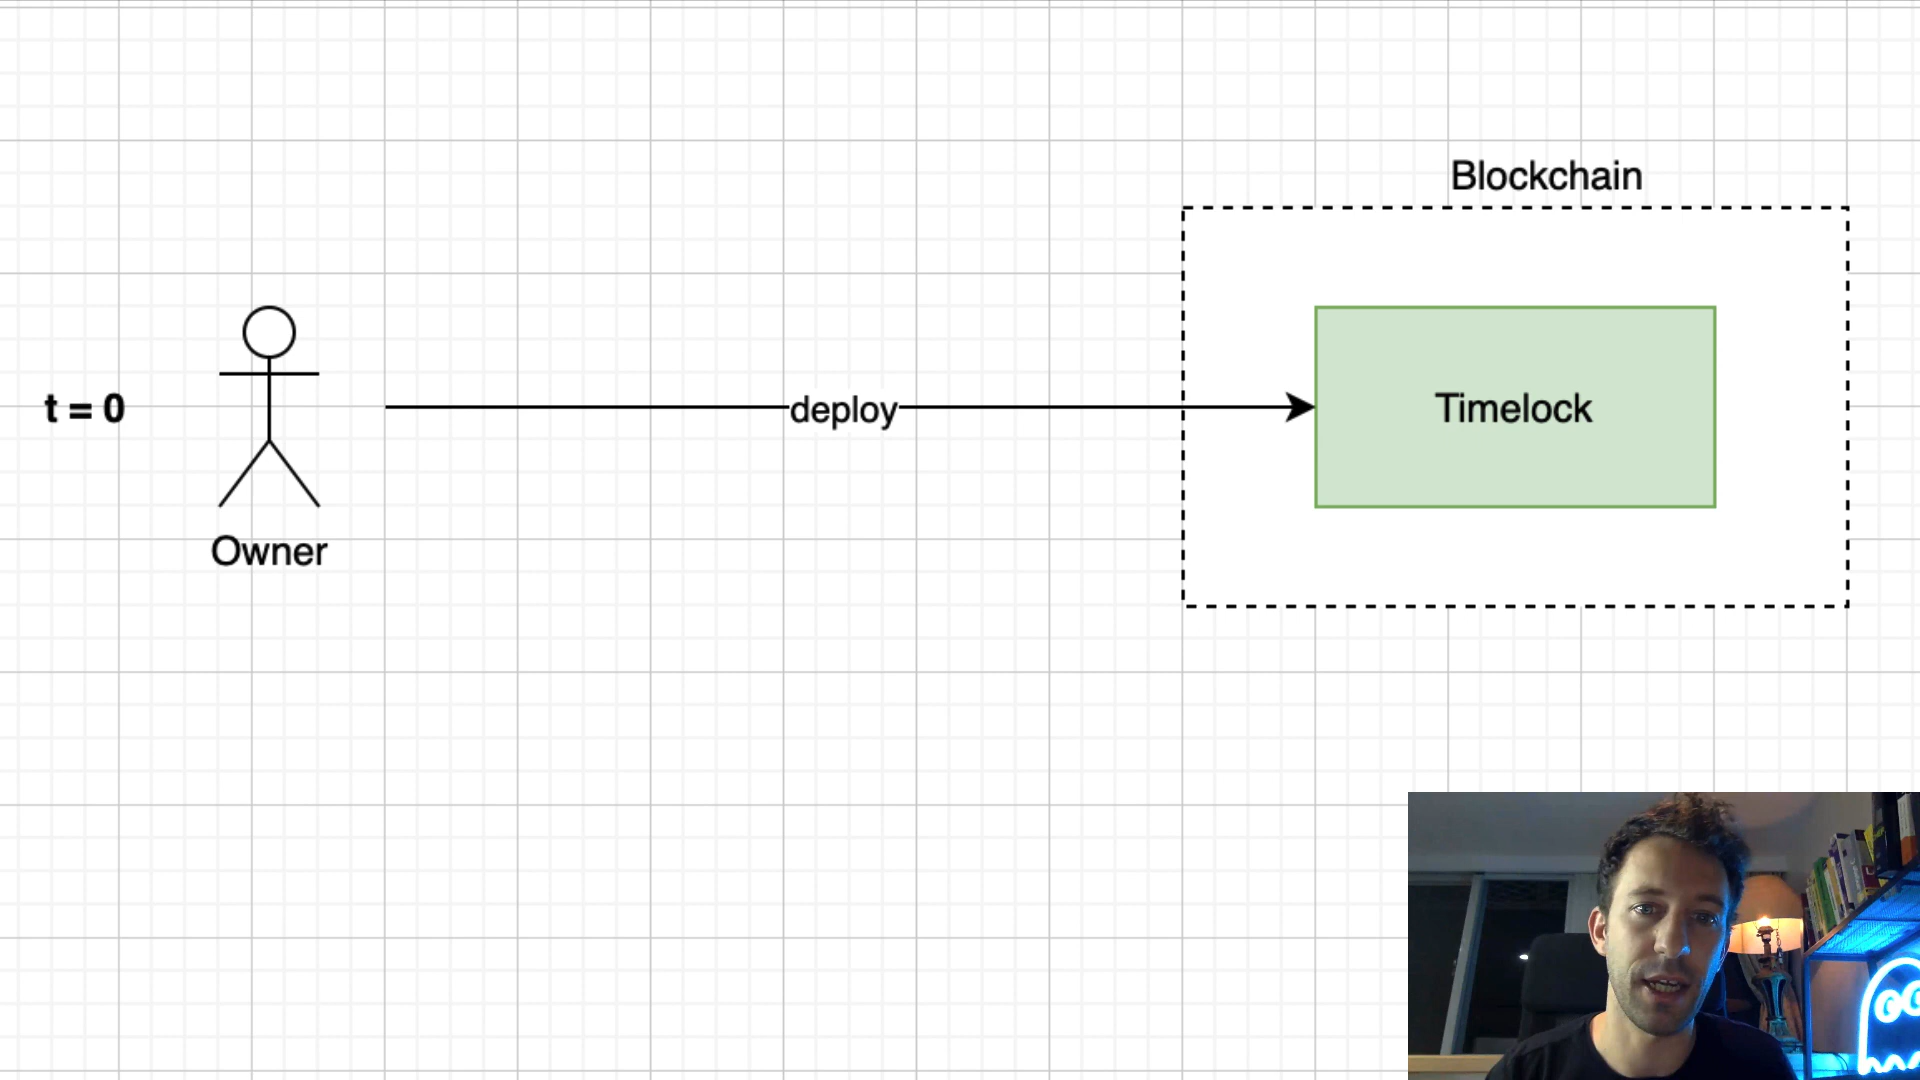 Blockchain
t = 0
deploy
Timelock
Owner